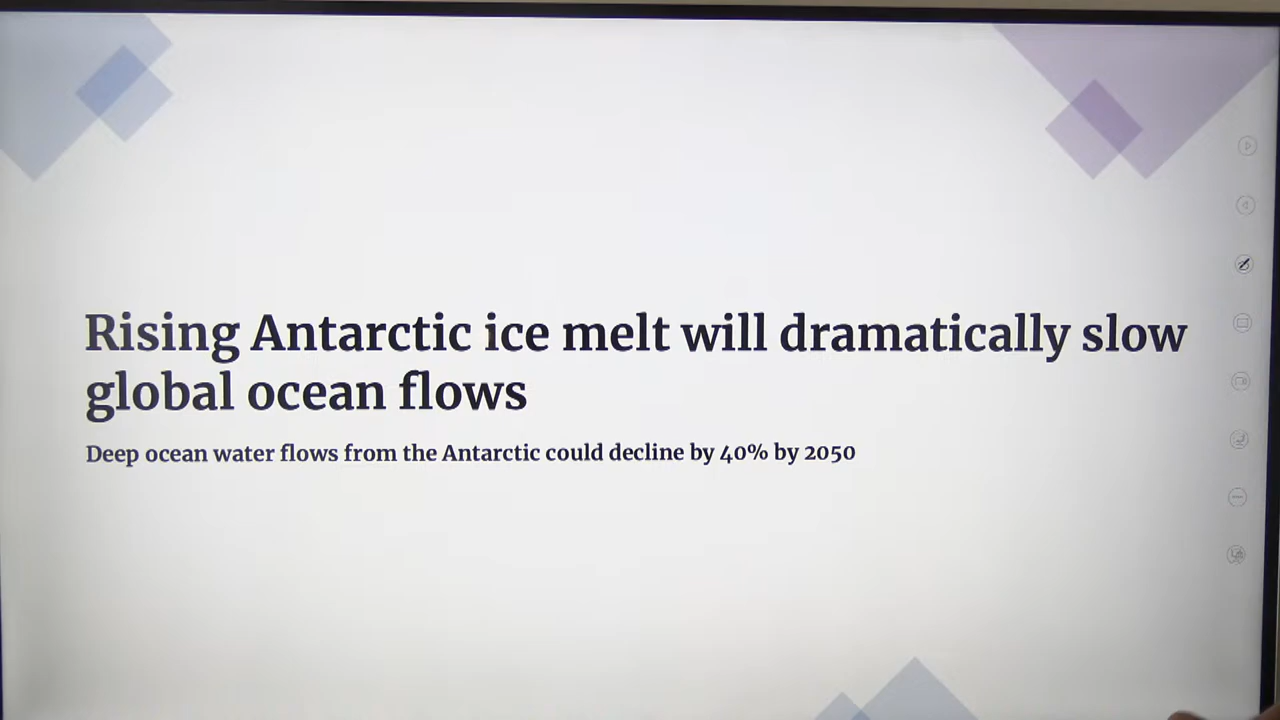 Rising Antarctic ice melt will dramatically slow
global ocean flows
Deep ocean water flows from the Antarctic could decline by 40% by 2050